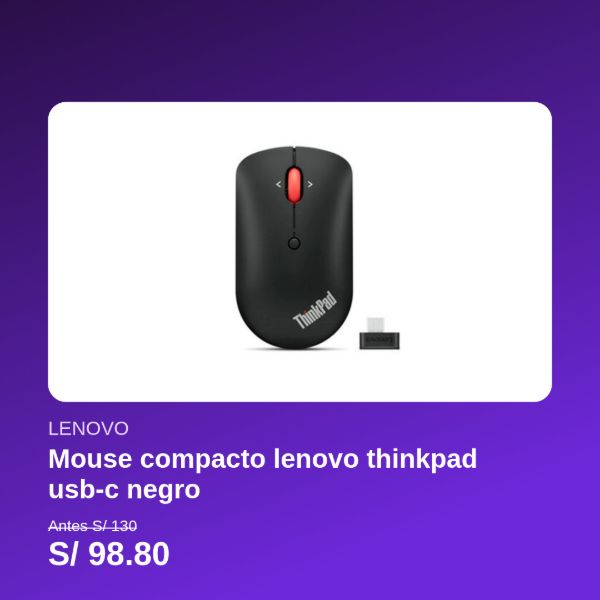 ThinkPad
LENOVO
Mouse compacto lenovo thinkpad
usb-c negro
Antes S/ 130
S/ 98.80